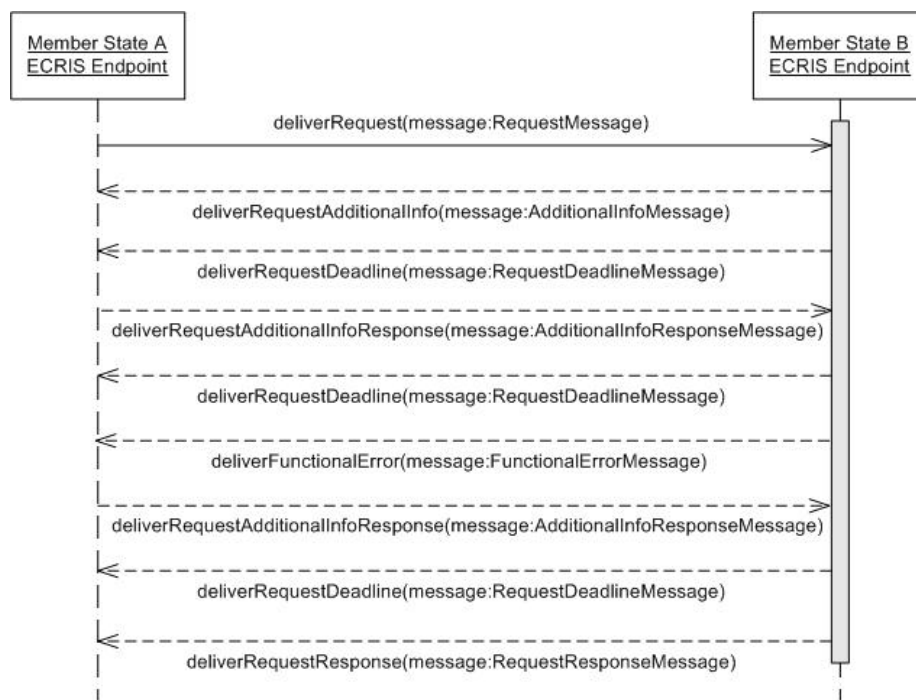 Member State A
ECRIS Endpoint
Member State B
ECRIS Endpoint
deliverRequest(message:RequestMessage)
deliverRequestAdditionalInfo(message:AdditionalInfoMessage)
deliverRequestDeadline(message:RequestDeadlineMessage)
deliverRequestAdditionalInfoResponse(message:AdditionalInfoResponseMessage)
deliverRequestDeadline(message:RequestDeadlineMessage)
deliverFunctionalError(message:FunctionalErrorMessage)
deliverRequestAdditionalInfoResponse(message:AdditionalInfoResponseMessage)
deliverRequestDeadline(message:RequestDeadlineMessage)
deliverRequestResponse(message:RequestResponseMessage)